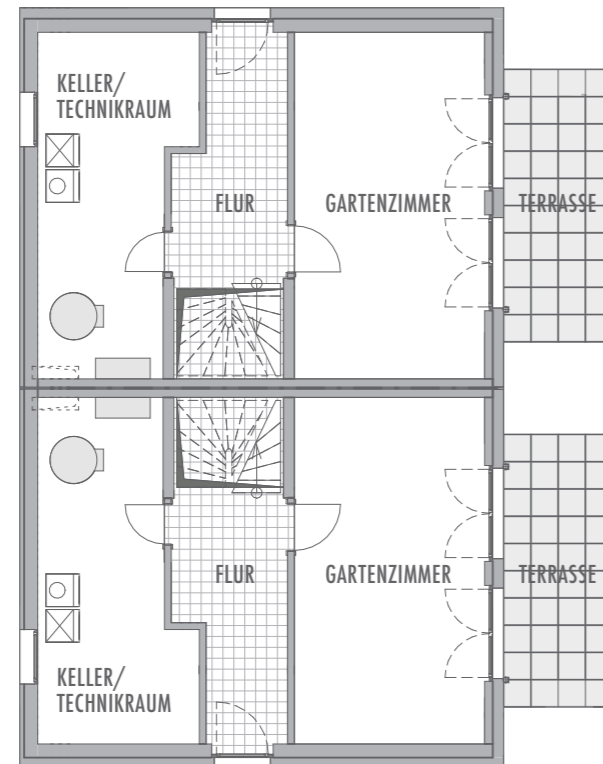 KELLER/
TECHNIKRAUM
FLUR
GARTENZIMMER
TERRASSE
FLUR
GARTENZIMMER
TERRASSE
KELLER/
TECHNIKRAUM